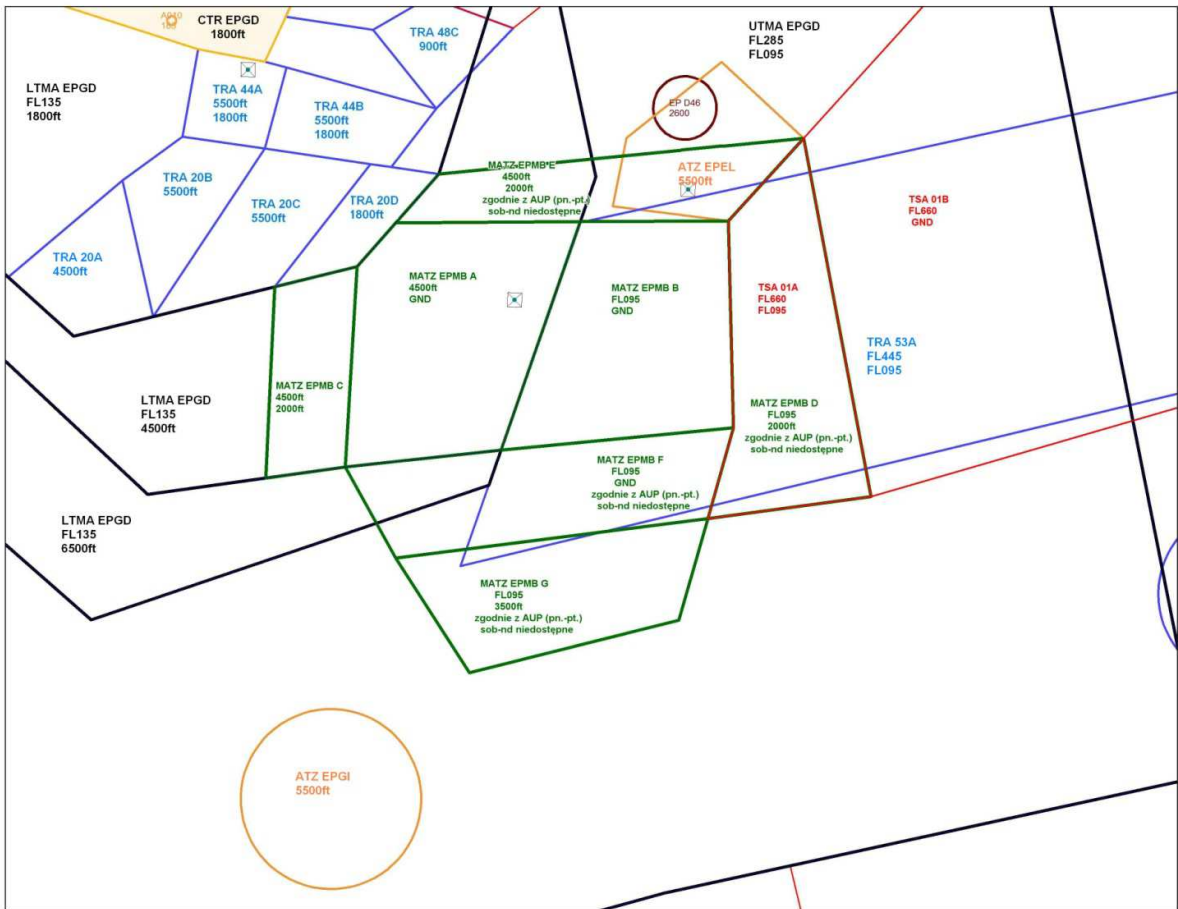 CTR EPGD
1800ft
UTMA EPGD
FL285
FL095
TRA 48C
900ft
LTMA EPGD
FL135
1800ft
TRA 44A
5500ft
1800ft
TRA 44B
5500ft
1800ft
EP D46
2600
MATZ EPMB E
4500ft
2000ft
zgodnie z AUP (pn.-pt.)
sob-nd niedostępne
ATZ EPEL
5500ft
TRA 20B
5500ft
TRA 20C
5500ft
TRA 20D
1800ft
TSA 01B
FL660
GND
TRA 20A
4500ft
MATZ EPMB A
4500ft
GND
MATZ EPMB B
FL095
GND
TSA 01A
FL660
FL095
TRA 53A
FL445
FL095
MATZ EPMB C
4500ft
2000ft
LTMA EPGD
FL135
4500ft
MATZ EPMB D
FL095
2000ft
zgodnie z AUP (pn.-pt.)
sob-nd niedostępne
MATZ EPMB F
FL095
GND
zgodnie z AUP (pn.-pt.)
sob-nd niedostępne
LTMA EPGD
FL135
6500ft
MATZ EPMB G
FL095
3500ft
zgodnie z AUP (pn.-pt.)
sob-nd niedostępne
ATZ EPGI
5500ft